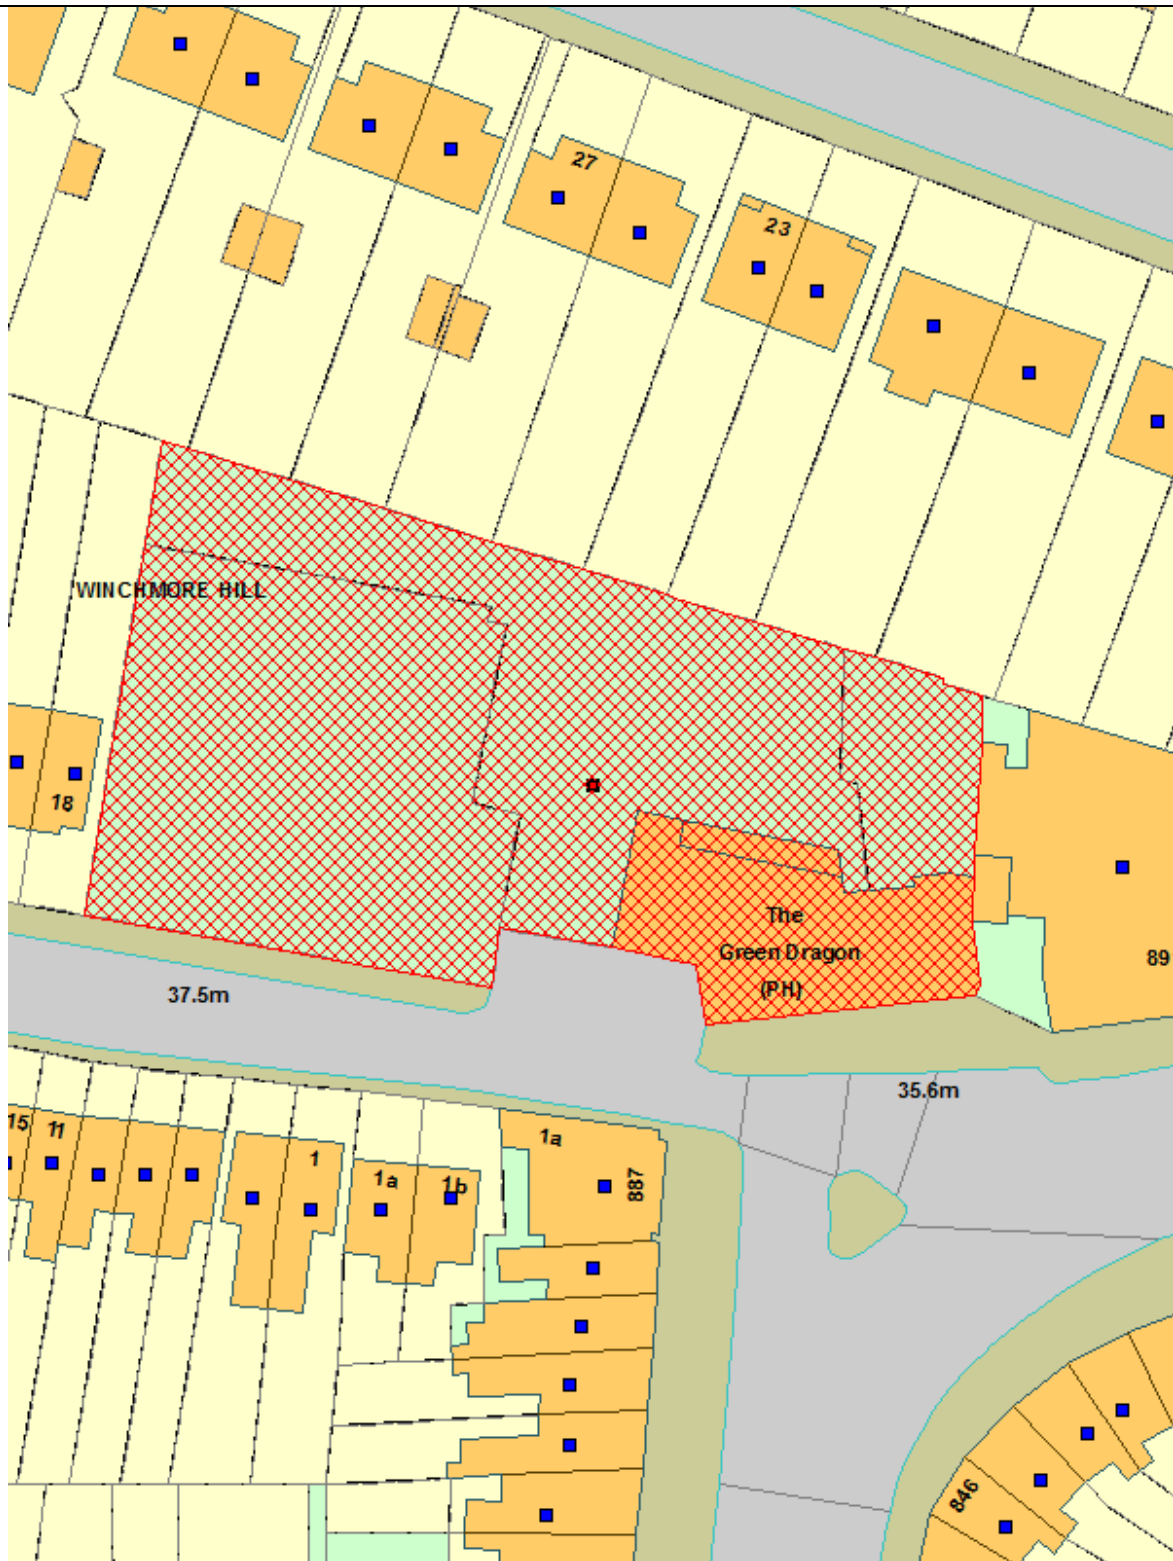 27
23
WINCHMORE HILL
18
The
Green Dragon
(PH)
89
37.5m
35.6m
15
11
1
1a
1b
1a
887
846